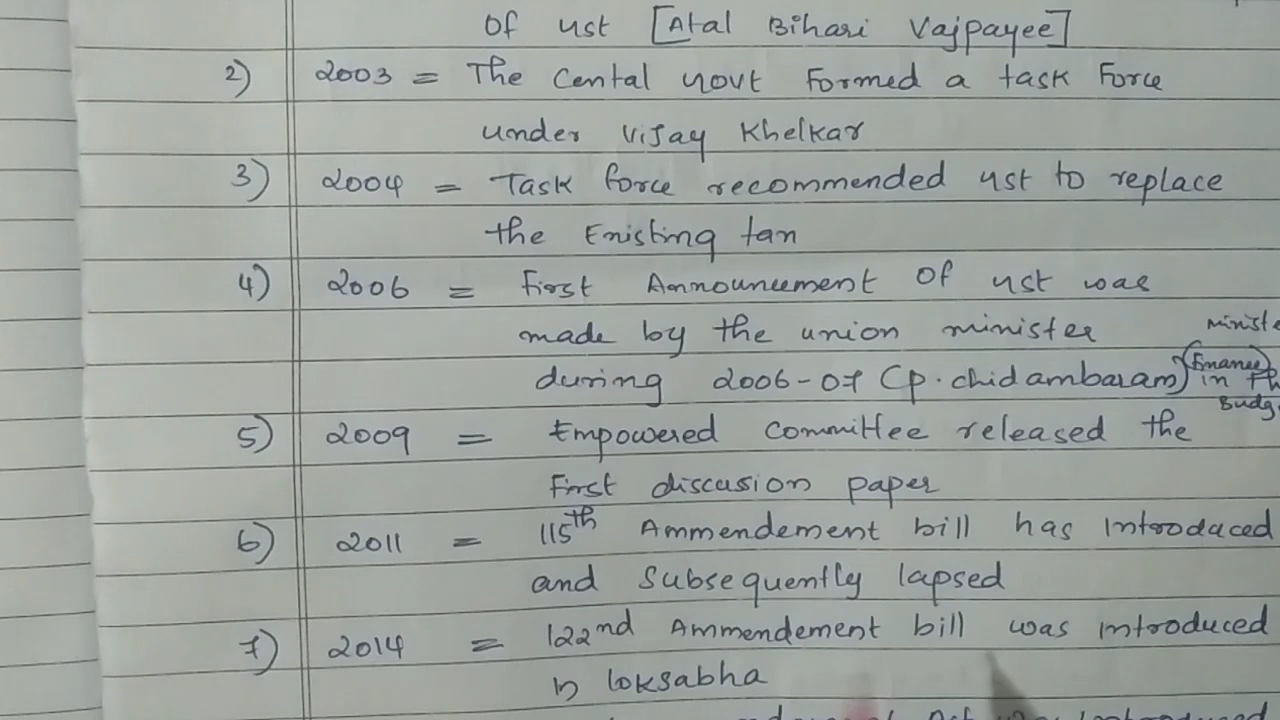 of GST [Atal Bihari Vajpayee]
2) 2003 = The Cental Govt Formed a task Force
under Vijay Khelkar
3) 2004 = Task force recommended GST to replace
the Existing tax
4) 2006 = First Announcement of GST was
made by the union minister ministe
during 2006-07 (p.chidambaram) (Finance) in th
Budg
5) 2009 = Empowered Committee released the
First discusion paper
6) 2011 = 115th Ammendement bill has Introduced
and subsequently lapsed
7) 2014 = 122nd Ammendement bill was introduced
in loksabha